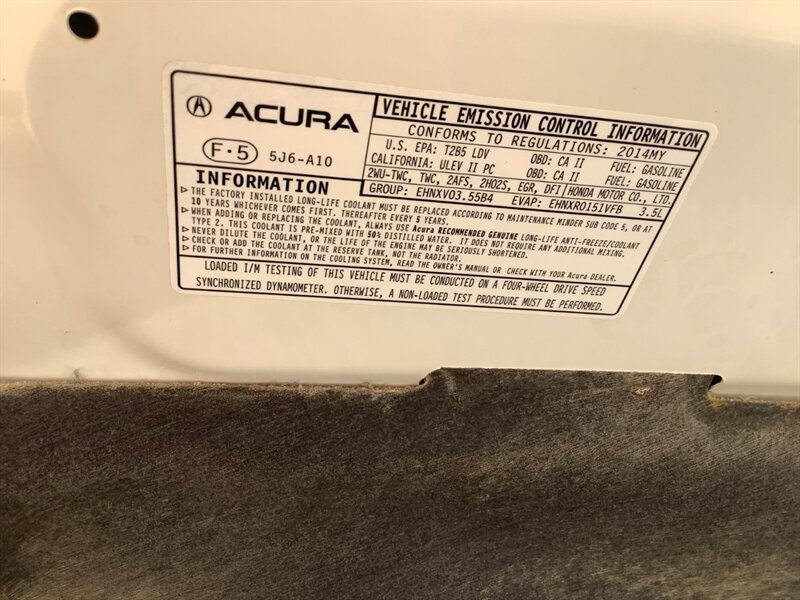 ACURA
F·5 5J6-A10
VEHICLE EMISSION CONTROL INFORMATION
CONFORMS TO REGULATIONS: 2014MY
U.S. EPA: T2B5 LDV OBD: CA II FUEL: GASOLINE
CALIFORNIA: ULEV II PC OBD: CA II FUEL: GASOLINE
2WU-TWC, TWC, 2AFS, 2HO2S, EGR, DFI HONDA MOTOR CO., LTD.
GROUP: EHNXV03.55B4 EVAP: EHNXR0151VFB 3.5L
INFORMATION
▷ THE FACTORY INSTALLED LONG-LIFE COOLANT MUST BE REPLACED ACCORDING TO MAINTENANCE MINDER SUB CODE 5, OR AT
10 YEARS WHICHEVER COMES FIRST. THEREAFTER EVERY 5 YEARS.
▷ WHEN ADDING OR REPLACING THE COOLANT, ALWAYS USE Acura RECOMMENDED GENUINE LONG-LIFE ANTI-FREEZE/COOLANT
TYPE 2. THIS COOLANT IS PRE-MIXED WITH 50% DISTILLED WATER. IT DOES NOT REQUIRE ANY ADDITIONAL MIXING.
▷ NEVER DILUTE THE COOLANT, OR THE LIFE OF THE ENGINE MAY BE SERIOUSLY SHORTENED.
▷ CHECK OR ADD THE COOLANT AT THE RESERVE TANK, NOT THE RADIATOR.
▷ FOR FURTHER INFORMATION ON THE COOLING SYSTEM, READ THE OWNER'S MANUAL OR CHECK WITH YOUR Acura DEALER.
LOADED I/M TESTING OF THIS VEHICLE MUST BE CONDUCTED ON A FOUR-WHEEL DRIVE SPEED
SYNCHRONIZED DYNAMOMETER. OTHERWISE, A NON-LOADED TEST PROCEDURE MUST BE PERFORMED.